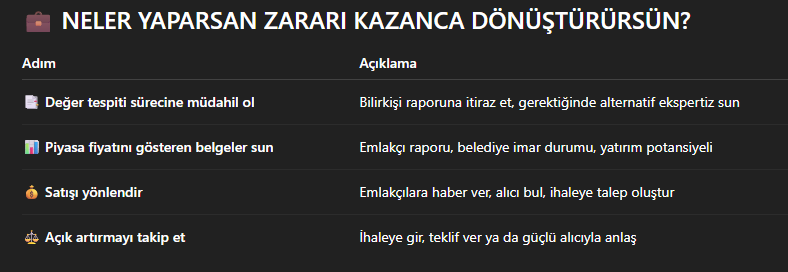 💼 NELER YAPARSAN ZARARI KAZANCA DÖNÜŞTÜRÜRSÜN?
Adım Açıklama
📑 Değer tespiti sürecine müdahil ol Bilirkişi raporuna itiraz et, gerektiğinde alternatif ekspertiz sun
📊 Piyasa fiyatını gösteren belgeler sun Emlakçı raporu, belediye imar durumu, yatırım potansiyeli
💰 Satışı yönlendir Emlakçılara haber ver, alıcı bul, ihaleye talep oluştur
⚖️ Açık artırmayı takip et İhaleye gir, teklif ver ya da güçlü alıcıyla anlaş